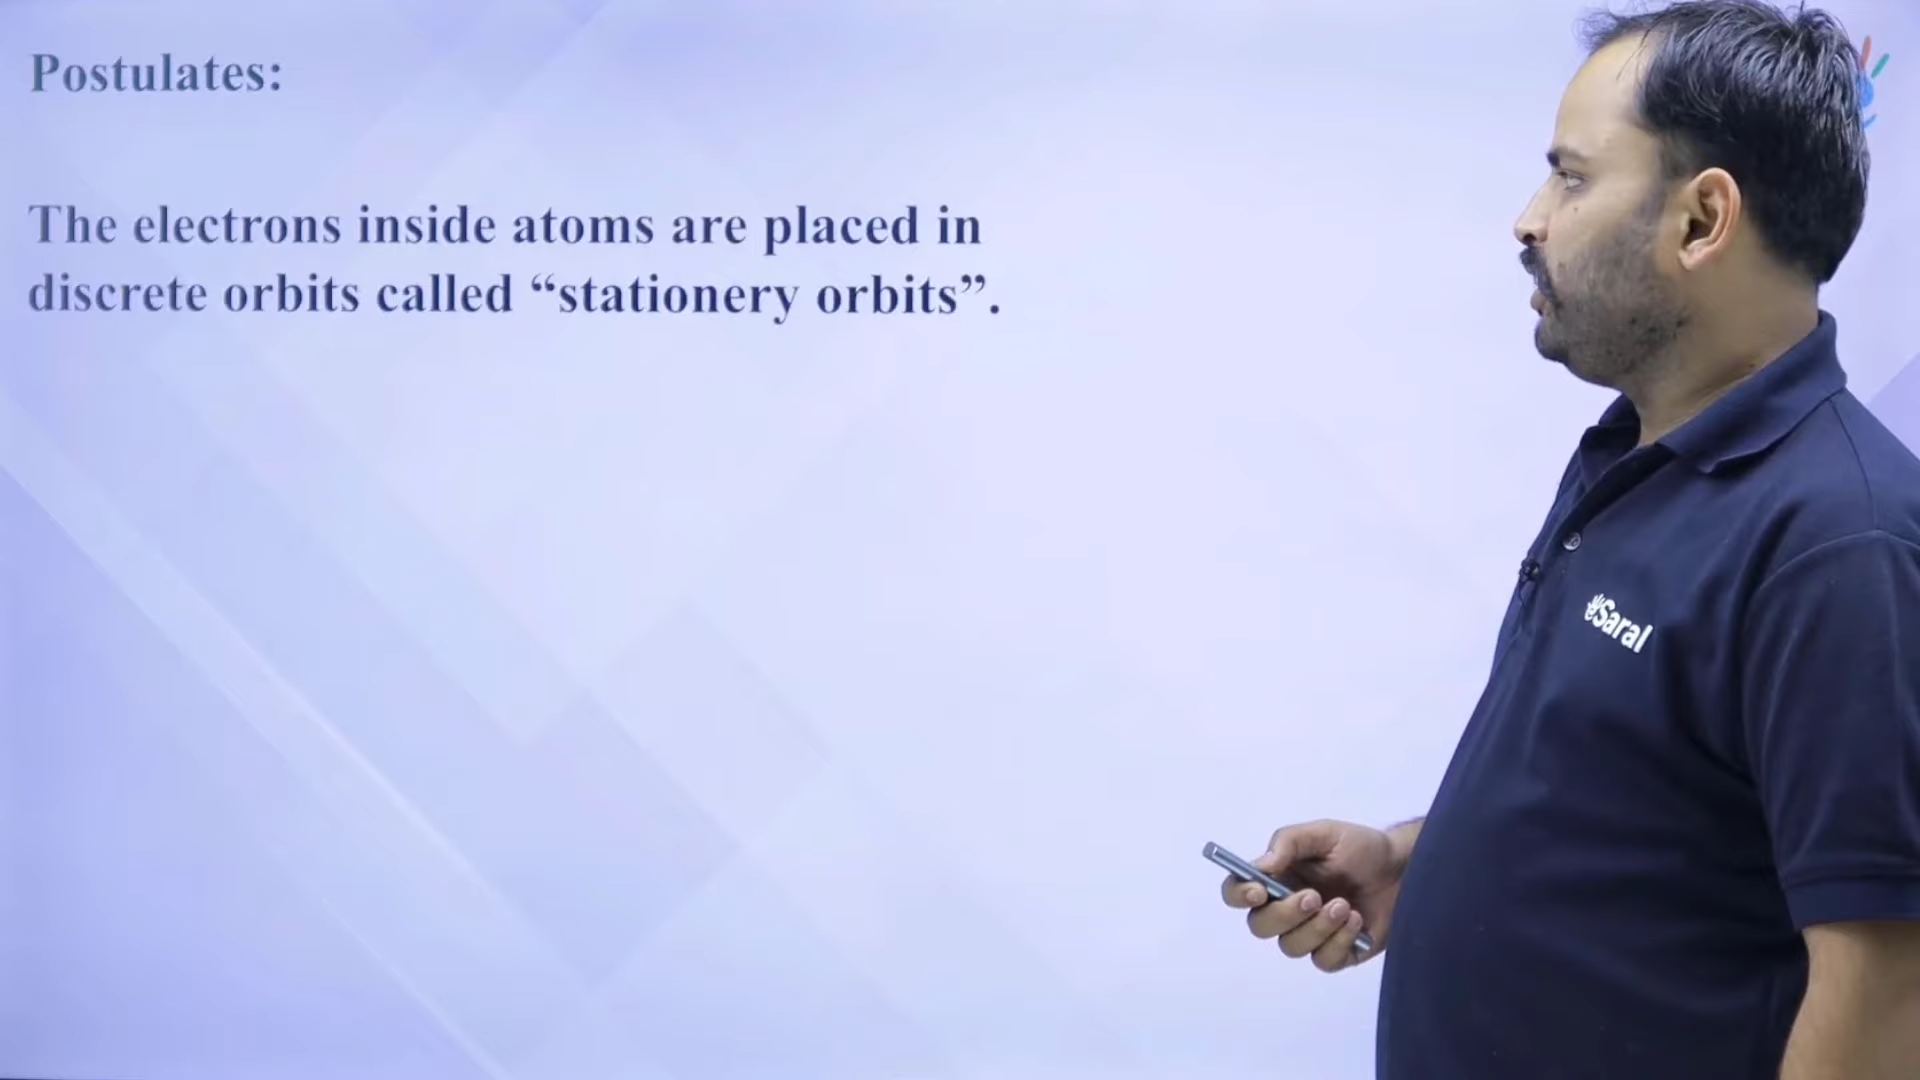 Postulates:
The electrons inside atoms are placed in
discrete orbits called “stationery orbits”.
eSaral